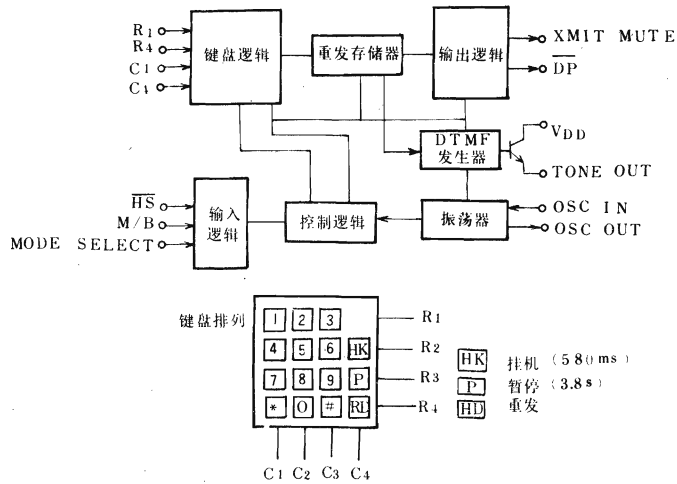 R1
R4
C1
C4
键盘逻辑
重发存储器
输出逻辑
XMIT MUTE
DP
DTMF
发生器
VDD
TONE OUT
HS
M/B
MODE SELECT
输入
逻辑
控制逻辑
振荡器
OSC IN
OSC OUT
键盘排列
1 2 3
R1
4 5 6 HK
R2
7 8 9 P
R3
* 0 # RD
R4
C1 C2 C3 C4
HK 挂机 (580ms)
P 暂停 (3.8s)
HD 重发